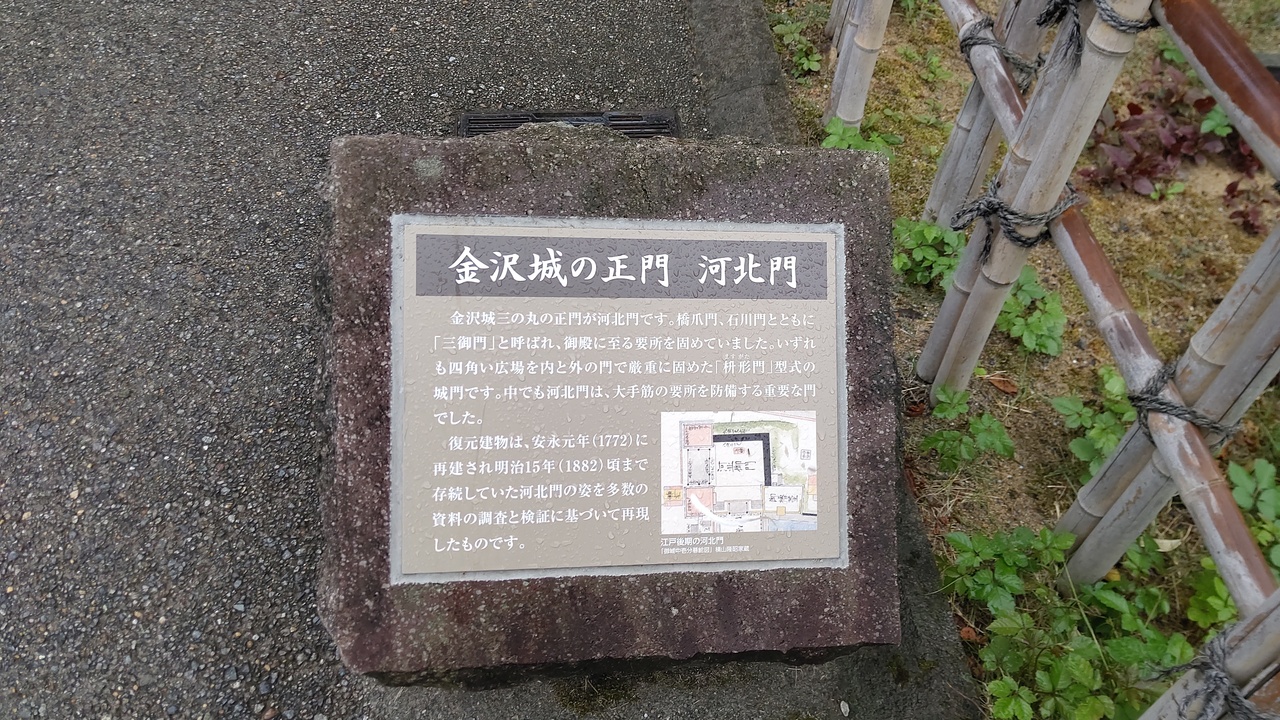 金沢城の正門 河北門
金沢城三の丸の正門が河北門です。橋爪門、石川門とともに
「三御門」と呼ばれ、御殿に至る要所を固めていました。いずれ
も四角い広場を内と外の門で厳重に固めた「枡形門」型式の
城門です。中でも河北門は、大手筋の要所を防備する重要な門
でした。
復元建物は、安永元年(1772)に
再建され明治15年(1882)頃まで
存続していた河北門の姿を多数の
資料の調査と検証に基づいて再現
したものです。
江戸後期の河北門